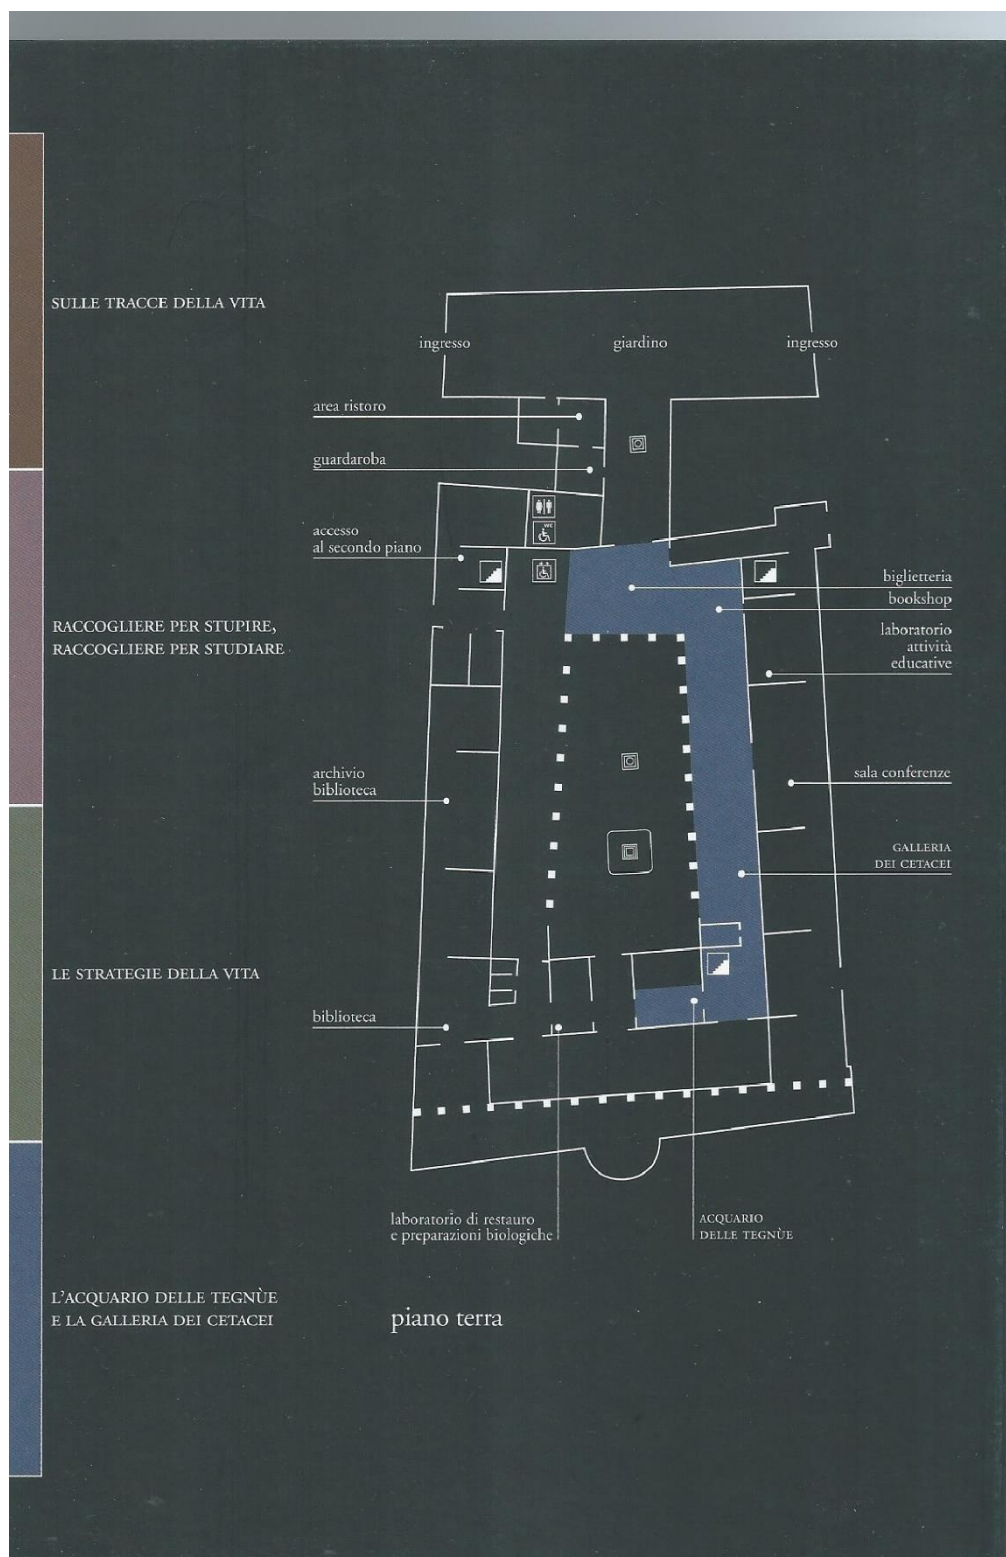 SULLE TRACCE DELLA VITA
RACCOGLIERE PER STUPIRE,
RACCOGLIERE PER STUDIARE
LE STRATEGIE DELLA VITA
L'ACQUARIO DELLE TEGNÙE
E LA GALLERIA DEI CETACEI
ingresso
giardino
ingresso
area ristoro
guardaroba
WC
accesso
al secondo piano
biglietteria
bookshop
laboratorio
attività
educative
archivio
biblioteca
sala conferenze
GALLERIA
DEI CETACEI
biblioteca
laboratorio di restauro
e preparazioni biologiche
ACQUARIO
DELLE TEGNÙE
piano terra